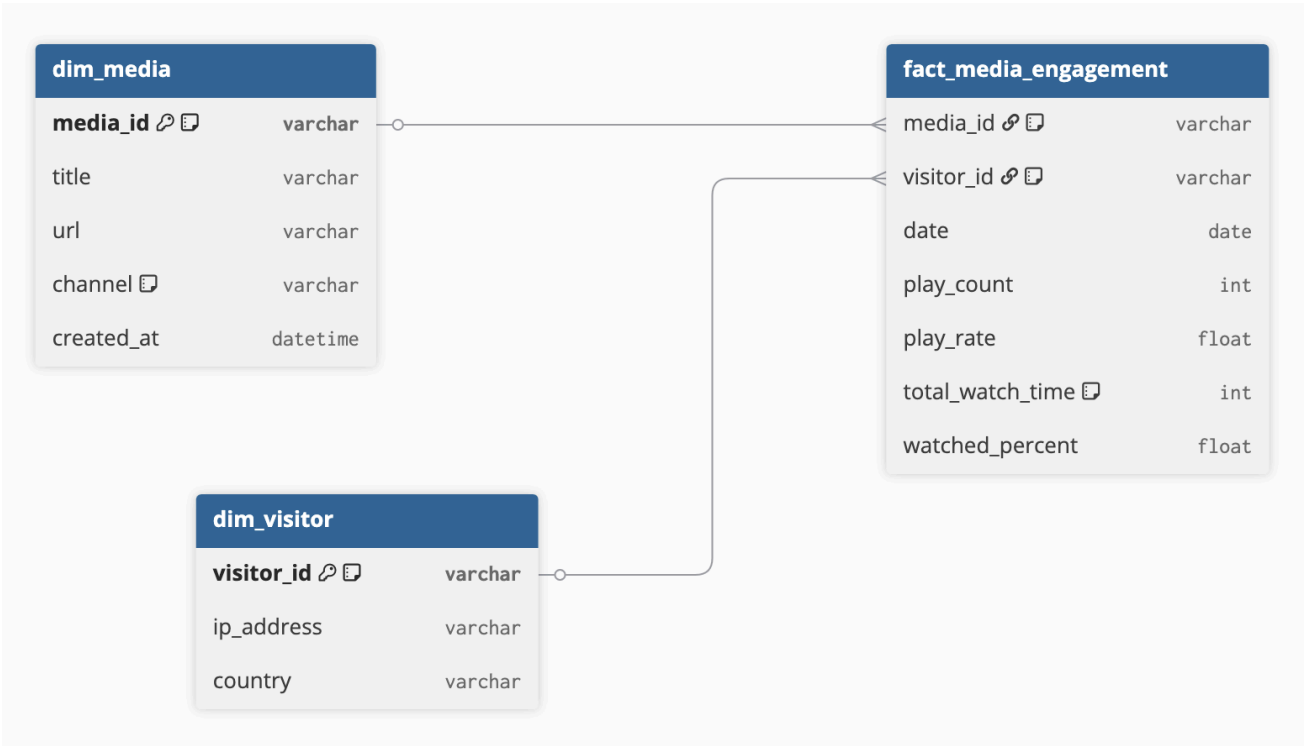 dim_media
media_id varchar
title varchar
url varchar
channel varchar
created_at datetime
fact_media_engagement
media_id varchar
visitor_id varchar
date date
play_count int
play_rate float
total_watch_time int
watched_percent float
dim_visitor
visitor_id varchar
ip_address varchar
country varchar